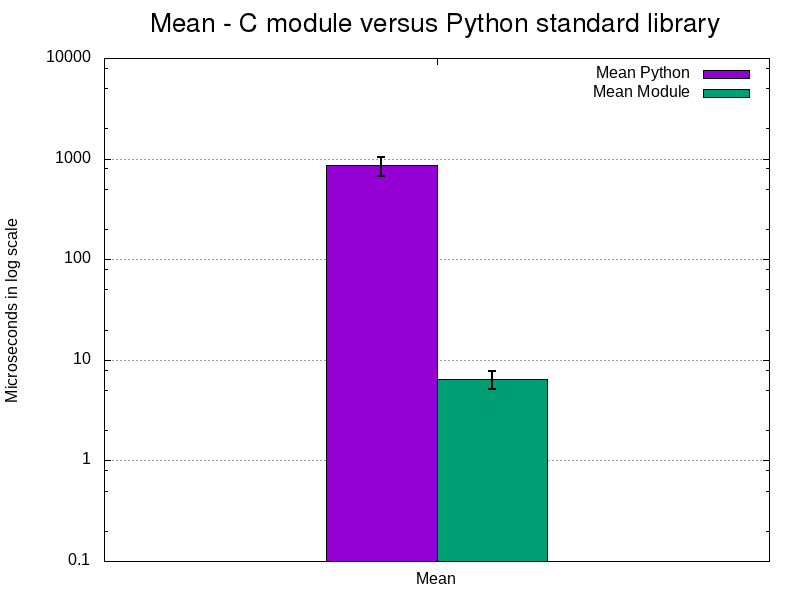 Mean - C module versus Python standard library
10000
Mean Python
Mean Module
1000
100
10
1
0.1
Microseconds in log scale
Mean